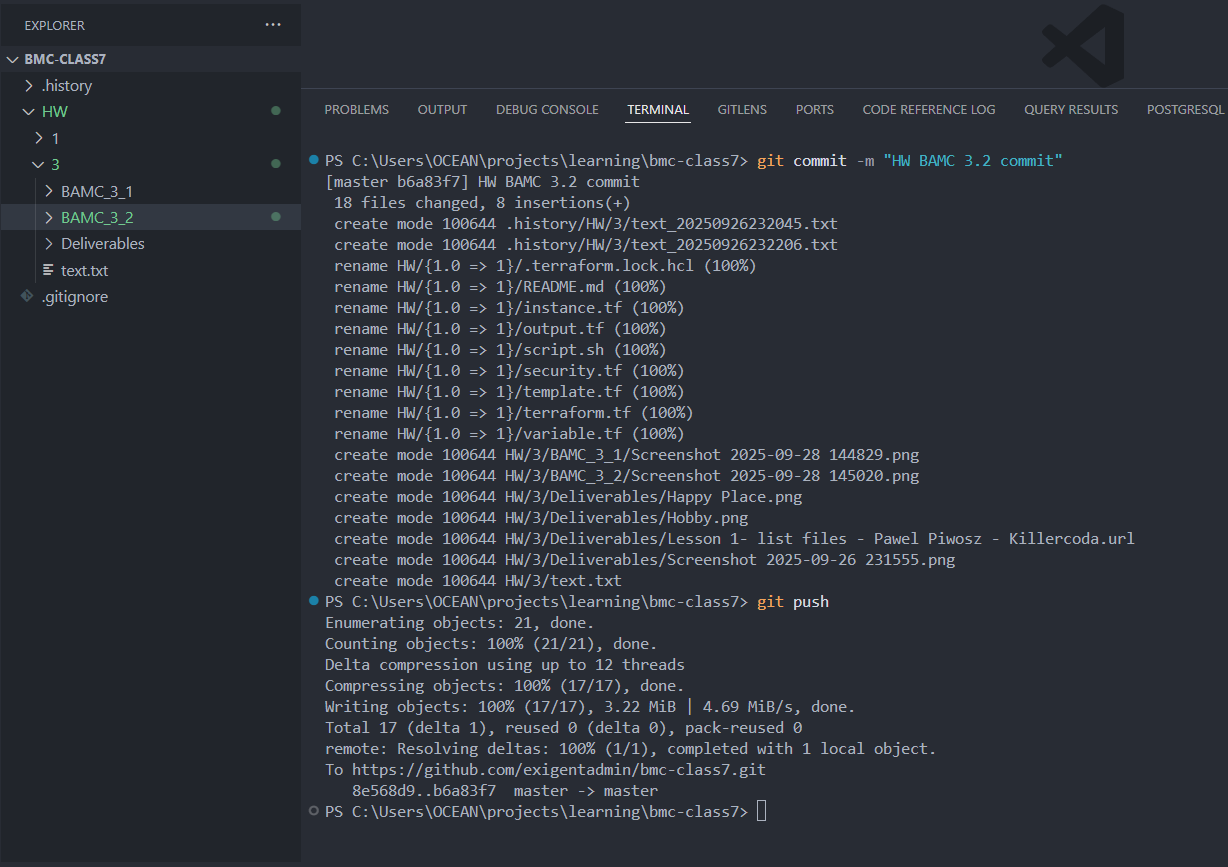 EXPLORER
BMC-CLASS7
.history
HW
1
3
BAMC_3_1
BAMC_3_2
Deliverables
text.txt
.gitignore
PROBLEMS OUTPUT DEBUG CONSOLE TERMINAL GITLENS PORTS CODE REFERENCE LOG QUERY RESULTS POSTGRESQL
PS C:\Users\OCEAN\projects\learning\bmc-class7> git commit -m "HW BAMC 3.2 commit"
[master b6a83f7] HW BAMC 3.2 commit
18 files changed, 8 insertions(+)
create mode 100644 .history/HW/3/text_20250926232045.txt
create mode 100644 .history/HW/3/text_20250926232206.txt
rename HW/{1.0 => 1}/.terraform.lock.hcl (100%)
rename HW/{1.0 => 1}/README.md (100%)
rename HW/{1.0 => 1}/instance.tf (100%)
rename HW/{1.0 => 1}/output.tf (100%)
rename HW/{1.0 => 1}/script.sh (100%)
rename HW/{1.0 => 1}/security.tf (100%)
rename HW/{1.0 => 1}/template.tf (100%)
rename HW/{1.0 => 1}/terraform.tf (100%)
rename HW/{1.0 => 1}/variable.tf (100%)
create mode 100644 HW/3/BAMC_3_1/Screenshot 2025-09-28 144829.png
create mode 100644 HW/3/BAMC_3_2/Screenshot 2025-09-28 145020.png
create mode 100644 HW/3/Deliverables/Happy Place.png
create mode 100644 HW/3/Deliverables/Hobby.png
create mode 100644 HW/3/Deliverables/Lesson 1- list files - Pawel Piwosz - Killercoda.url
create mode 100644 HW/3/Deliverables/Screenshot 2025-09-26 231555.png
create mode 100644 HW/3/text.txt
PS C:\Users\OCEAN\projects\learning\bmc-class7> git push
Enumerating objects: 21, done.
Counting objects: 100% (21/21), done.
Delta compression using up to 12 threads
Compressing objects: 100% (17/17), done.
Writing objects: 100% (17/17), 3.22 MiB | 4.69 MiB/s, done.
Total 17 (delta 1), reused 0 (delta 0), pack-reused 0
remote: Resolving deltas: 100% (1/1), completed with 1 local object.
To https://github.com/exigentadmin/bmc-class7.git
8e568d9..b6a83f7 master -> master
PS C:\Users\OCEAN\projects\learning\bmc-class7>